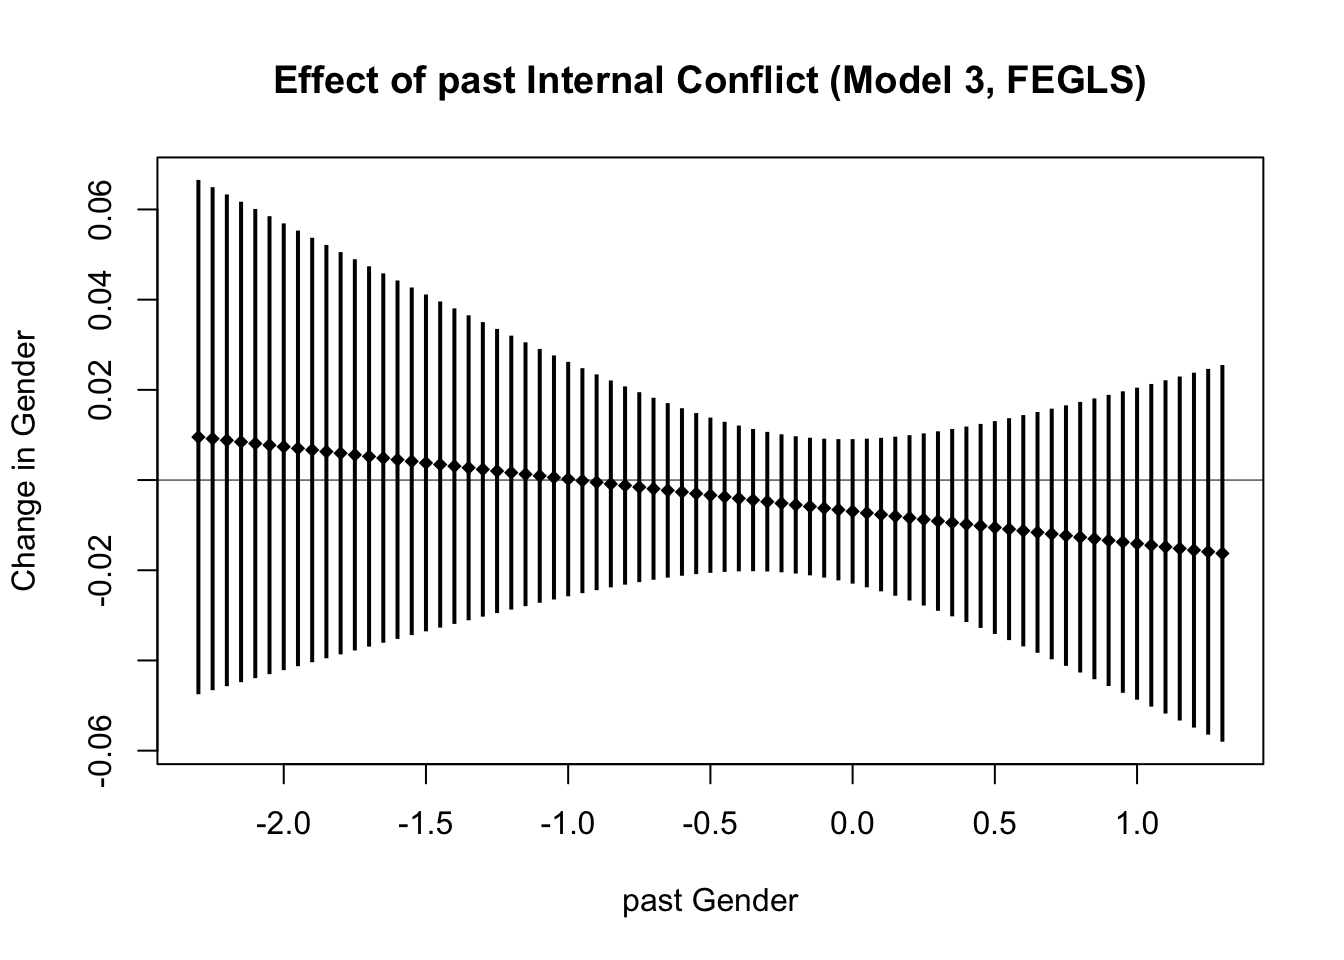 Effect of past Internal Conflict (Model 3, FEGLS)
Change in Gender
0.06
0.04
0.02
-0.02
-0.06
-2.0 -1.5 -1.0 -0.5 0.0 0.5 1.0
past Gender